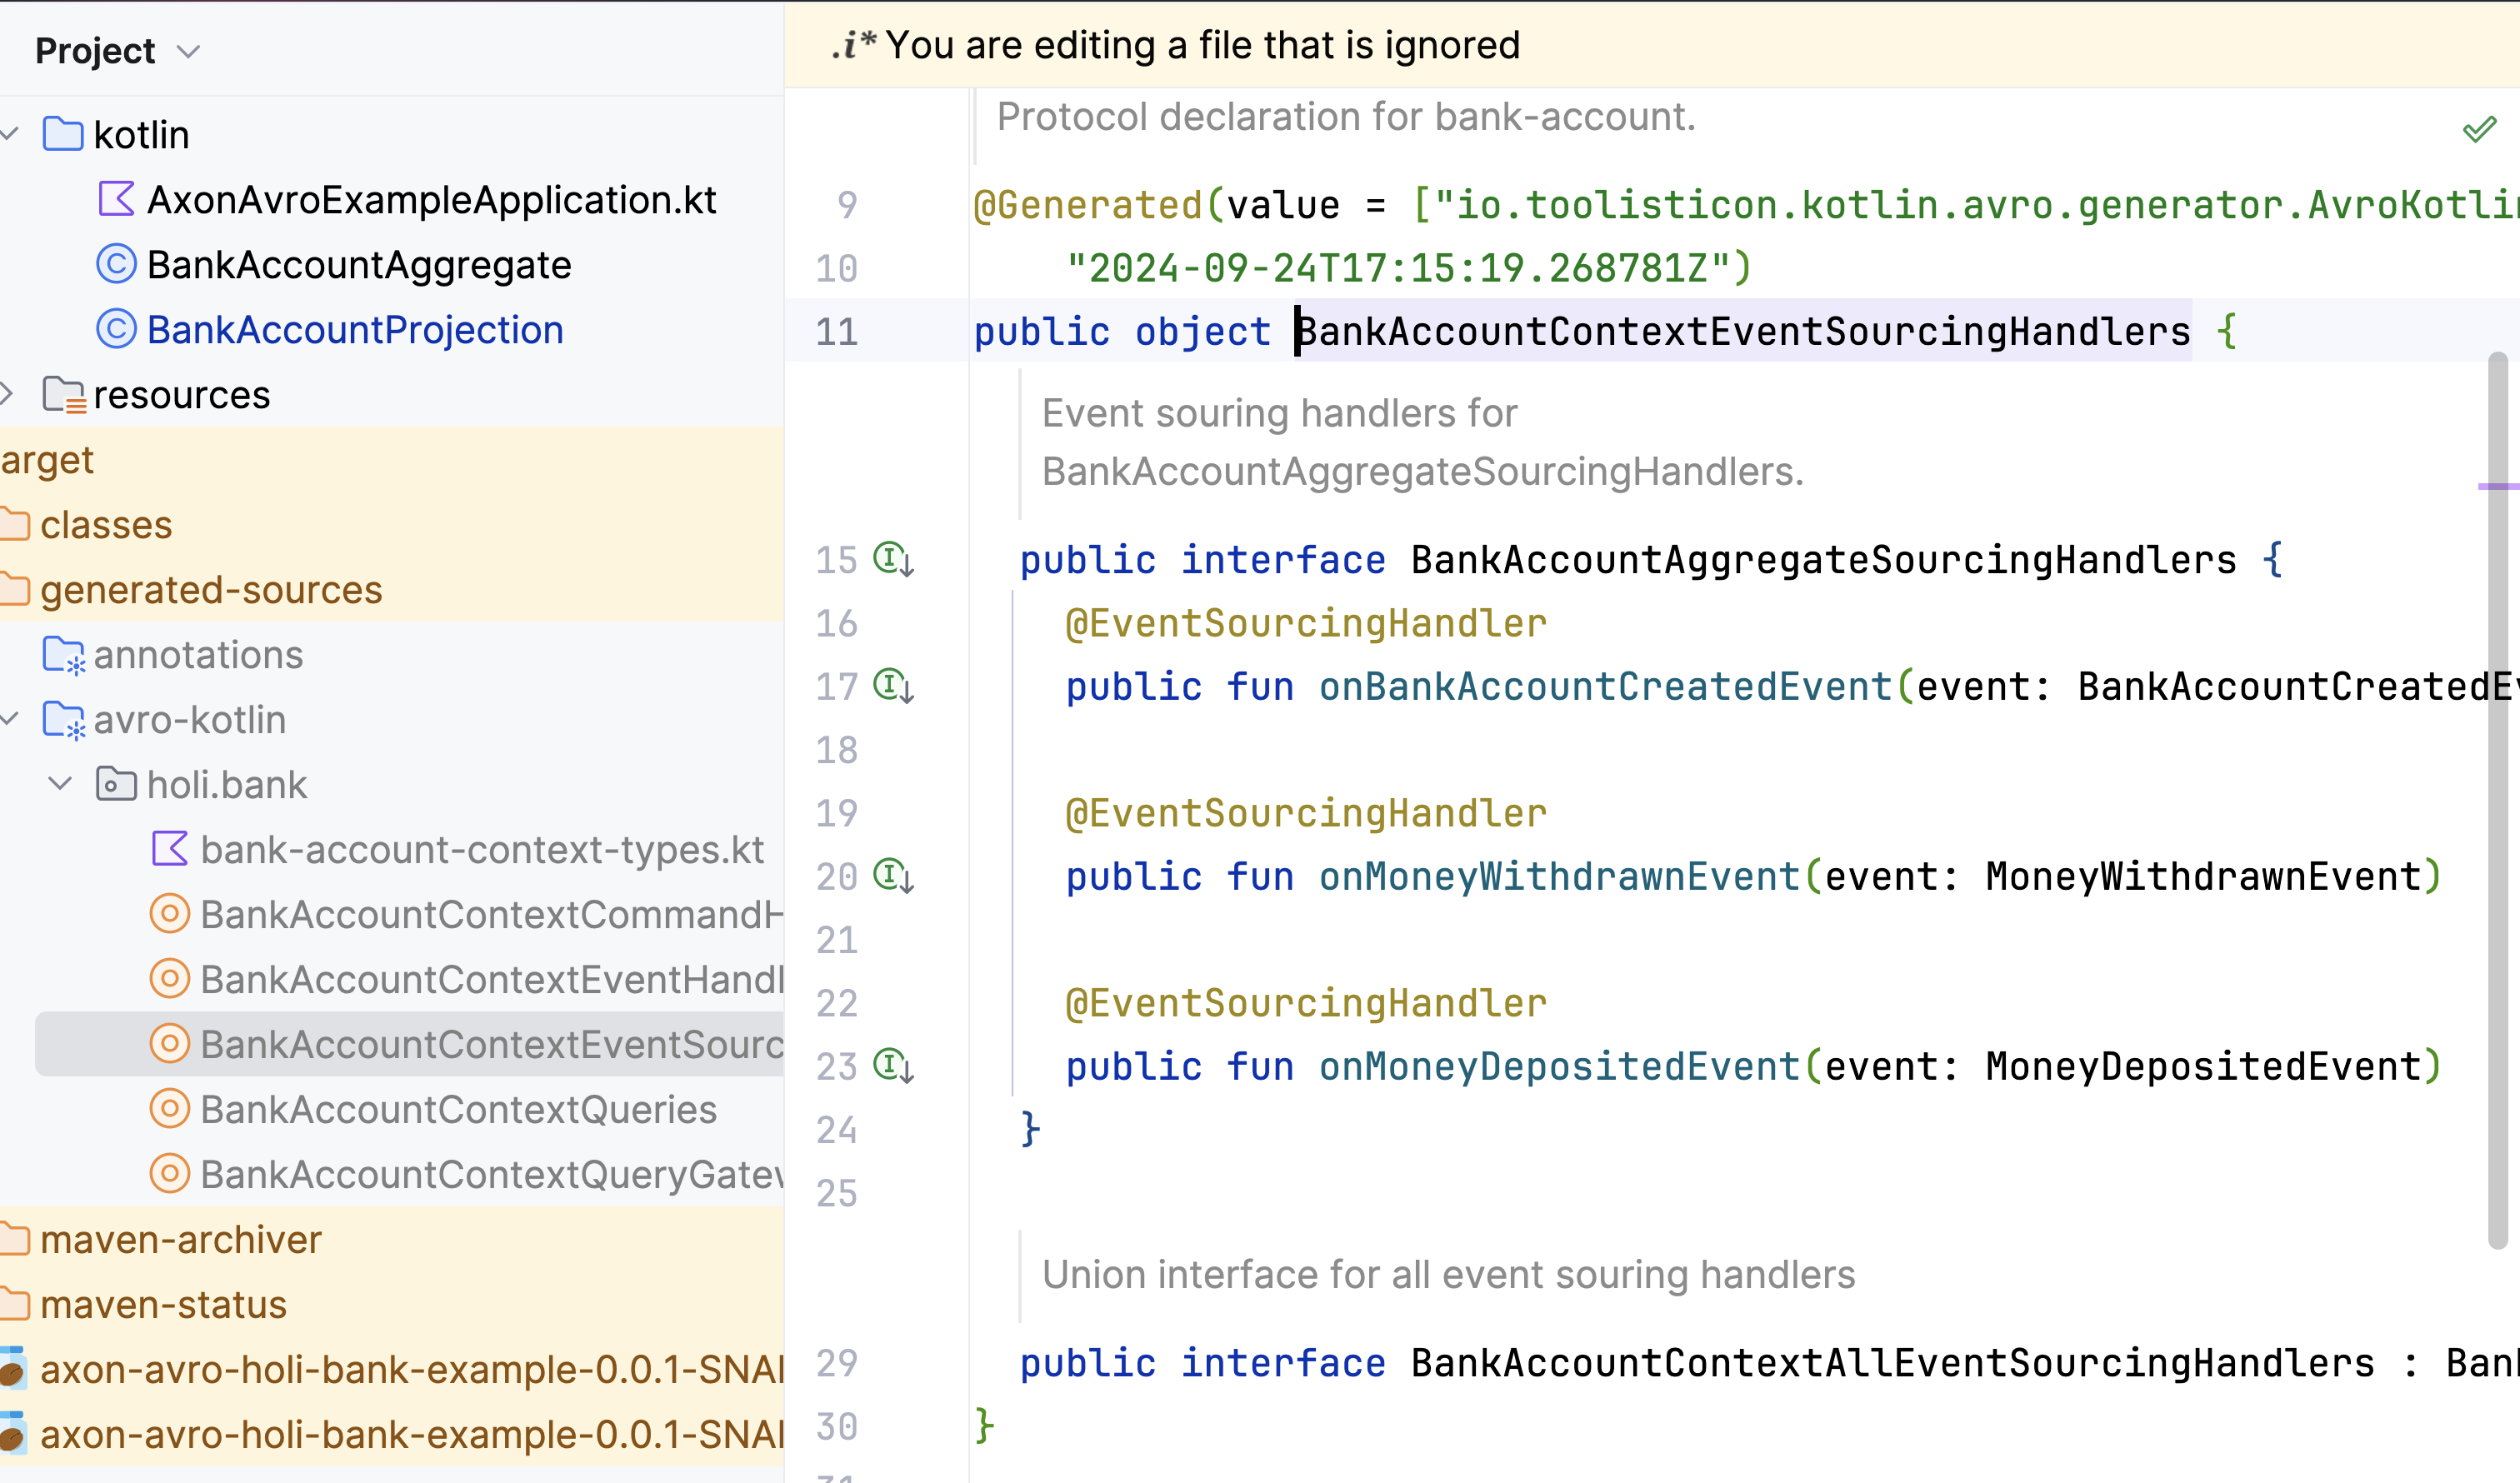 Project
kotlin
AxonAvroExampleApplication.kt
BankAccountAggregate
BankAccountProjection
resources
arget
classes
generated-sources
annotations
avro-kotlin
holi.bank
bank-account-context-types.kt
BankAccountContextCommandH
BankAccountContextEventHandl
BankAccountContextEventSourc
BankAccountContextQueries
BankAccountContextQueryGatew
maven-archiver
maven-status
axon-avro-holi-bank-example-0.0.1-SNA
axon-avro-holi-bank-example-0.0.1-SNA
.i* You are editing a file that is ignored
Protocol declaration for bank-account.
9 @Generated(value = ["io.toolisticon.kotlin.avro.generator.AvroKotlin
10 "2024-09-24T17:15:19.268781Z")
11 public object BankAccountContextEventSourcingHandlers {
Event souring handlers for
BankAccountAggregateSourcingHandlers.
15 public interface BankAccountAggregateSourcingHandlers {
16 @EventSourcingHandler
17 public fun onBankAccountCreatedEvent(event: BankAccountCreatedEv
18
19 @EventSourcingHandler
20 public fun onMoneyWithdrawnEvent(event: MoneyWithdrawnEvent)
21
22 @EventSourcingHandler
23 public fun onMoneyDepositedEvent(event: MoneyDepositedEvent)
24 }
25
Union interface for all event souring handlers
29 public interface BankAccountContextAllEventSourcingHandlers : Ban
30 }
31